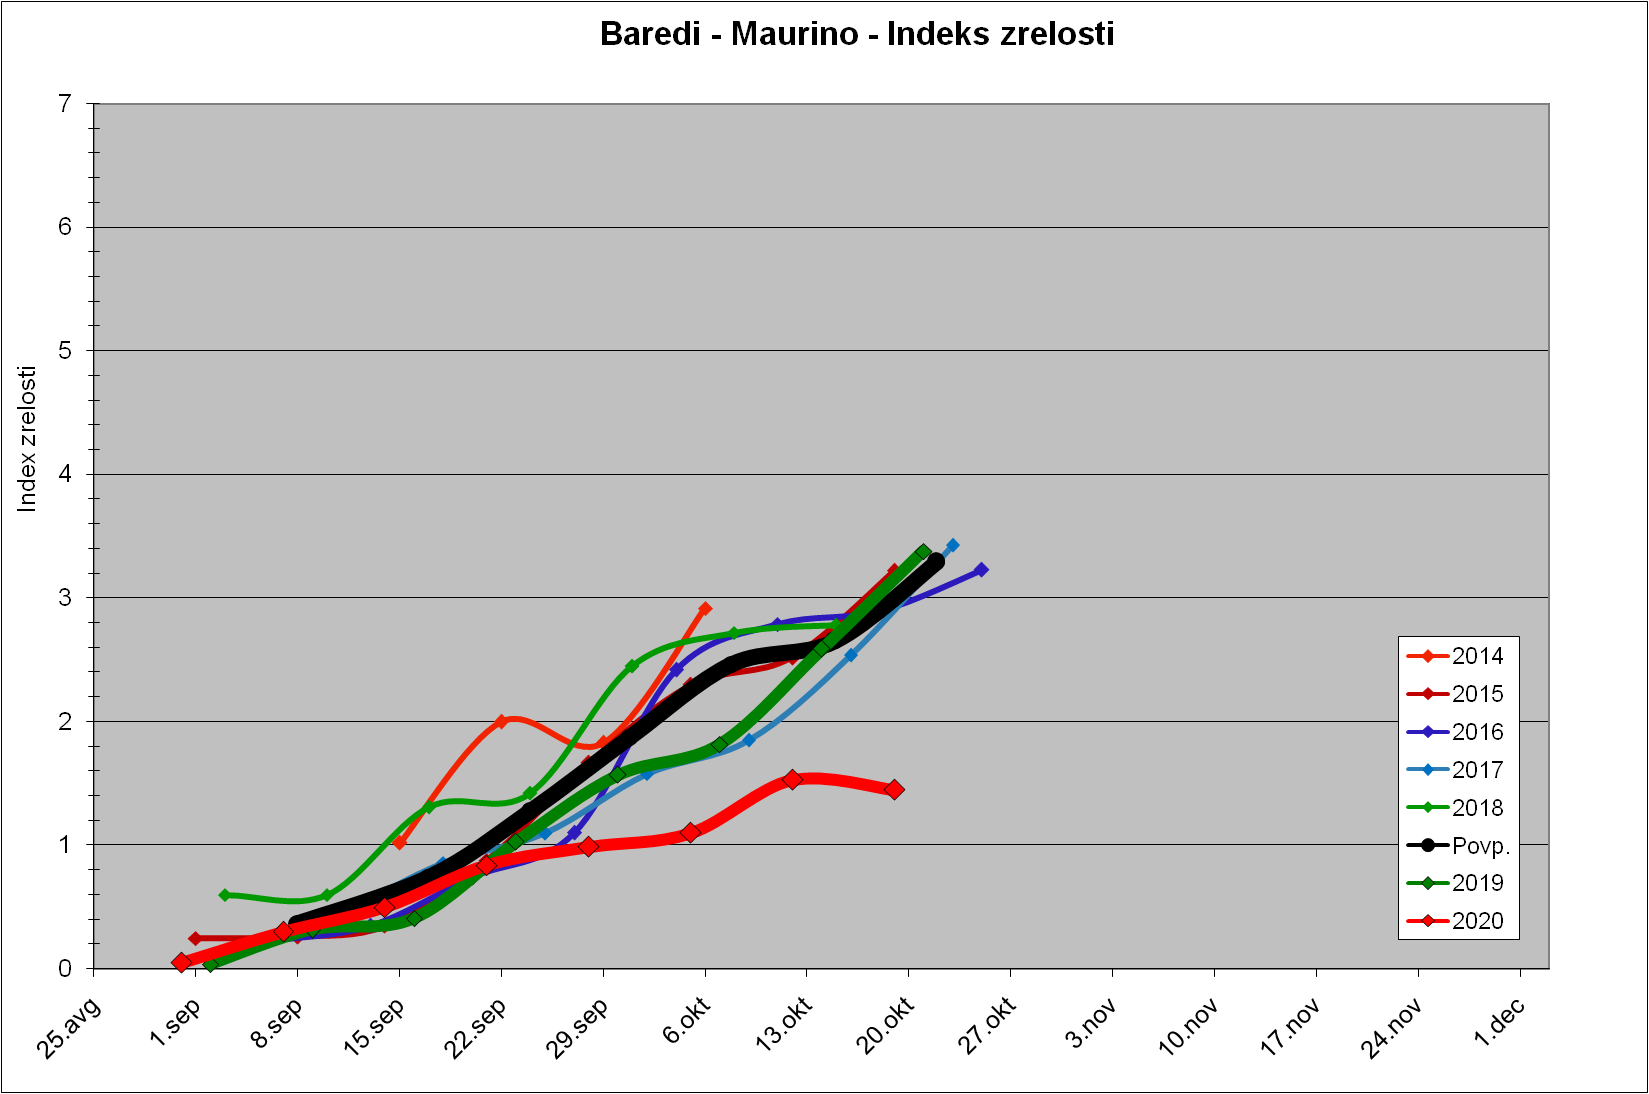 Baredi - Maurino - Indeks zrelosti
Index zrelosti
7
6
5
4
3
2
1
0
25.avg
1.sep
8.sep
15.sep
22.sep
29.sep
6.okt
13.okt
20.okt
27.okt
3.nov
10.nov
17.nov
24.nov
1.dec
2014
2015
2016
2017
2018
Povp.
2019
2020